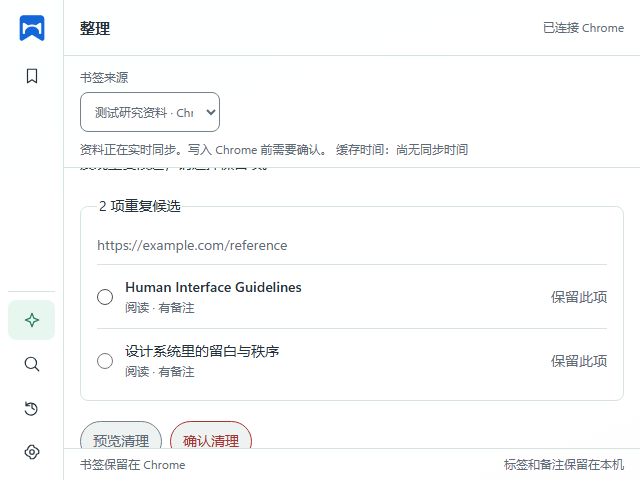 整理
已连接 Chrome
书签来源
测试研究资料 · Chr
资料正在实时同步。写入 Chrome 前需要确认。 缓存时间：尚无同步时间
2 项重复候选
https://example.com/reference
Human Interface Guidelines
阅读 · 有备注
保留此项
设计系统里的留白与秩序
阅读 · 有备注
保留此项
预览清理
确认清理
书签保留在 Chrome
标签和备注保留在本机